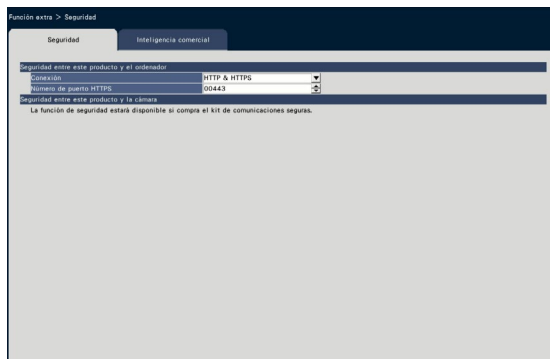 Función extra > Seguridad
Seguridad
Inteligencia comercial
Seguridad entre este producto y el ordenador
Conexión
HTTP & HTTPS
Número de puerto HTTPS
00443
Seguridad entre este producto y la cámara
La función de seguridad estará disponible si compra el kit de comunicaciones seguras.